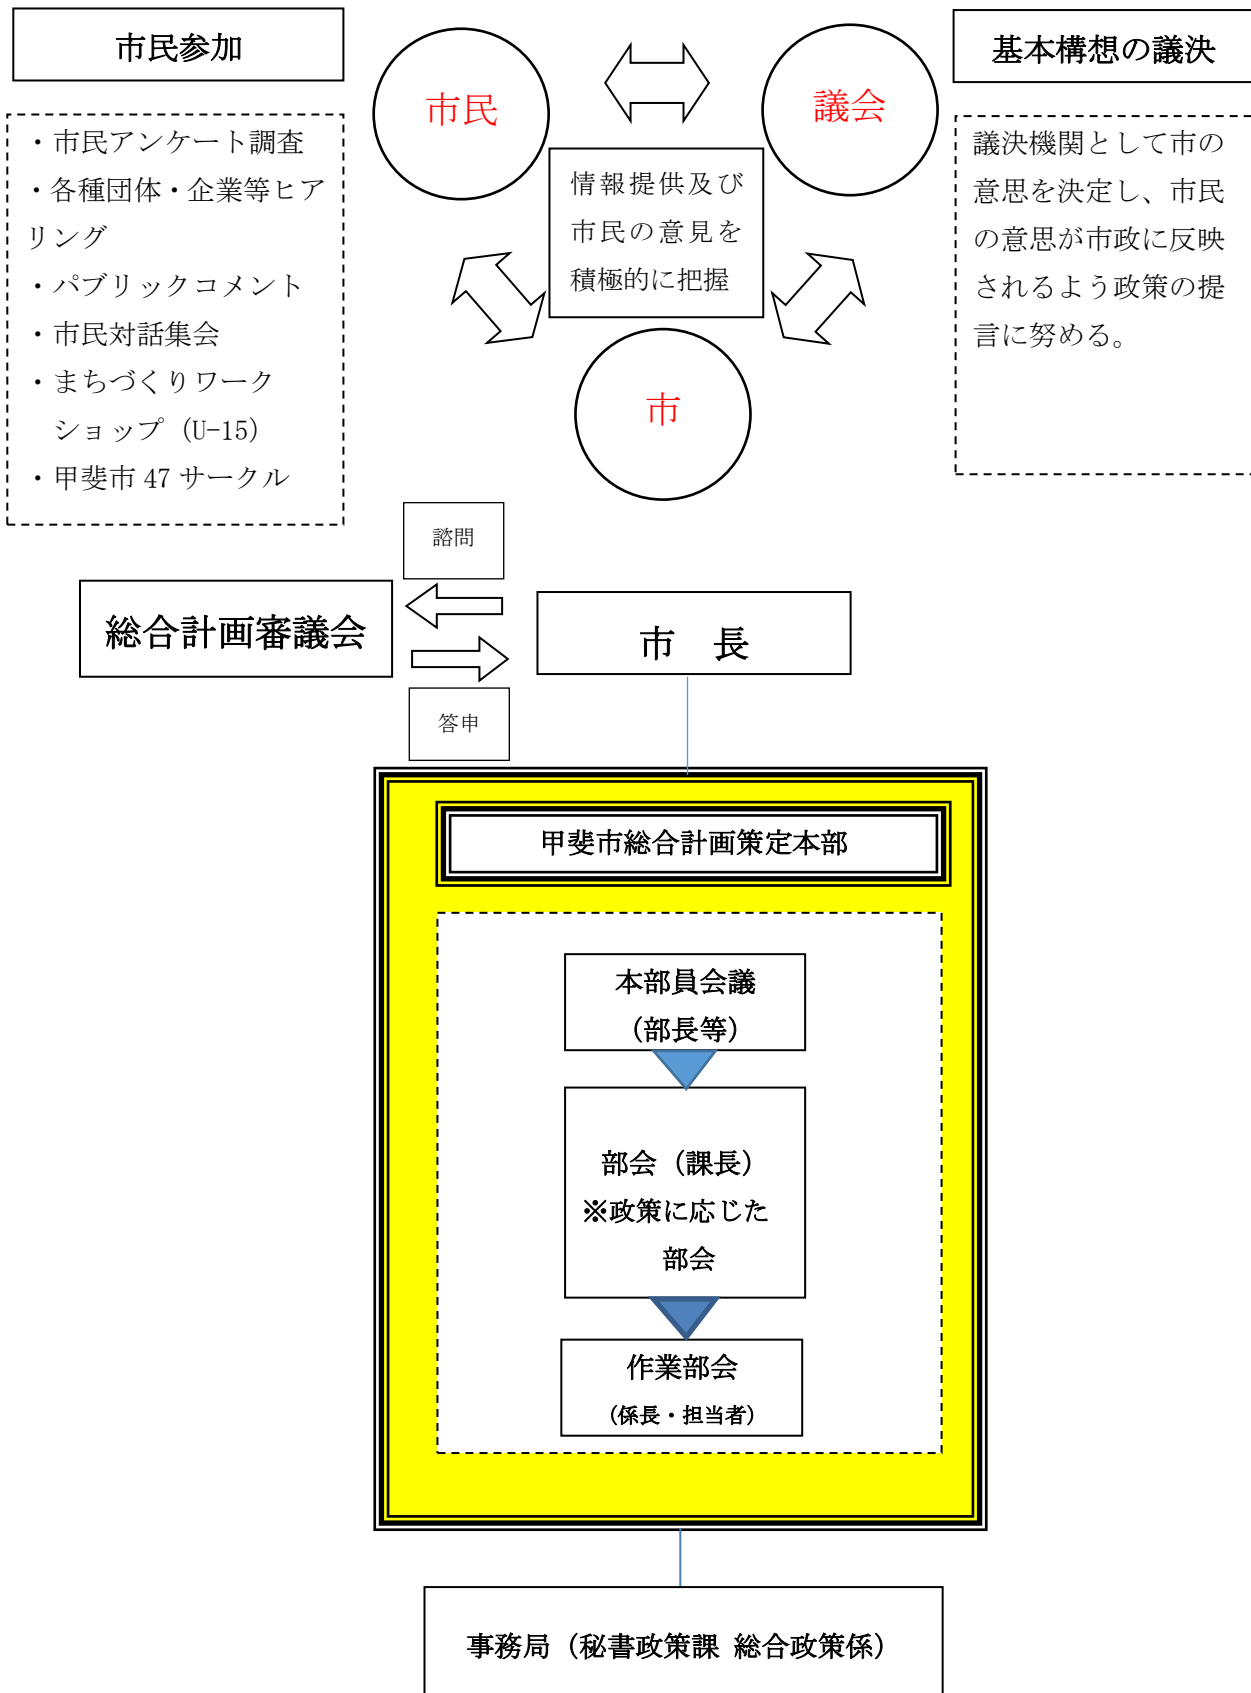 市民参加
・市民アンケート調査
・各種団体・企業等ヒア
リング
・パブリックコメント
・市民対話集会
・まちづくりワーク
ショップ（U-15）
・甲斐市 47 サークル
市民
議会
情報提供及び
市民の意見を
積極的に把握
市
基本構想の議決
議決機関として市の
意思を決定し、市民
の意思が市政に反映
されるよう政策の提
言に努める。
諮問
総合計画審議会
市　長
答申
甲斐市総合計画策定本部
本部員会議
（部長等）
部会（課長）
※政策に応じた
部会
作業部会
（係長・担当者）
事務局（秘書政策課 総合政策係）